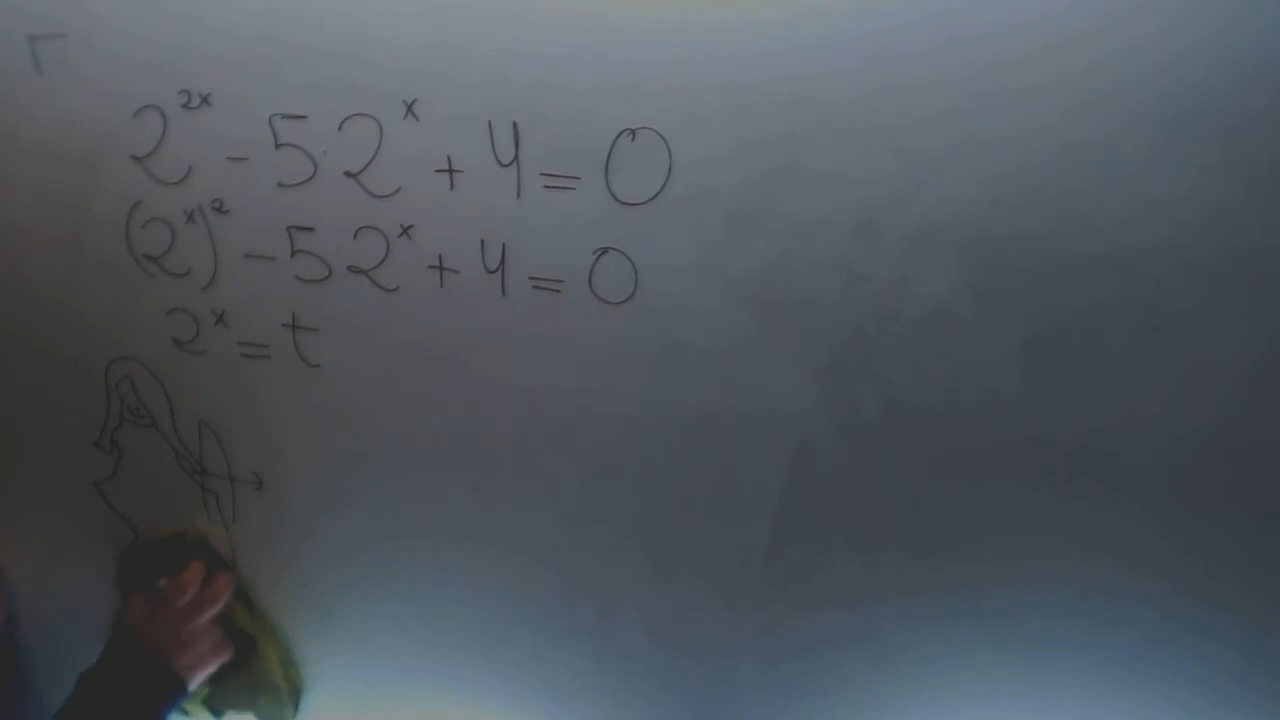 2^{2x} - 5·2^x + 4 = 0
(2^x)^2 - 5 2^x + 4 = 0
2^x = t